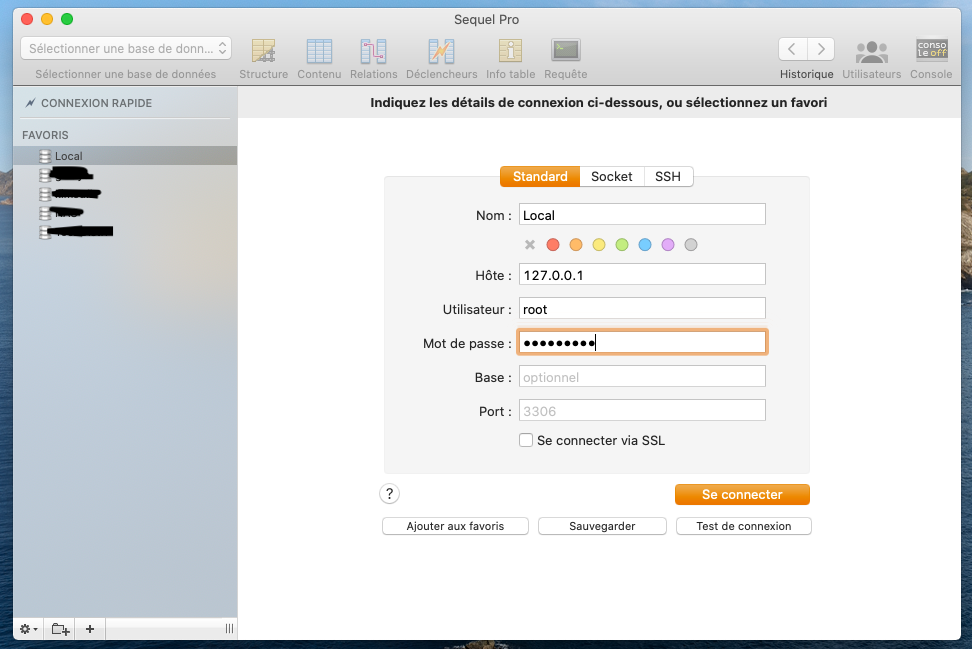 Sequel Pro
Sélectionner une base de donn...
Sélectionner une base de données
Structure
Contenu
Relations
Déclencheurs
Info table
Requête
Historique
Utilisateurs
conso
le off
Console
CONNEXION RAPIDE
Indiquez les détails de connexion ci-dessous, ou sélectionnez un favori
FAVORIS
Local
Standard
Socket
SSH
Nom :
Local
Hôte :
127.0.0.1
Utilisateur :
root
Mot de passe :
●●●●●●●●●
Base :
optionnel
Port :
3306
Se connecter via SSL
?
Se connecter
Ajouter aux favoris
Sauvegarder
Test de connexion